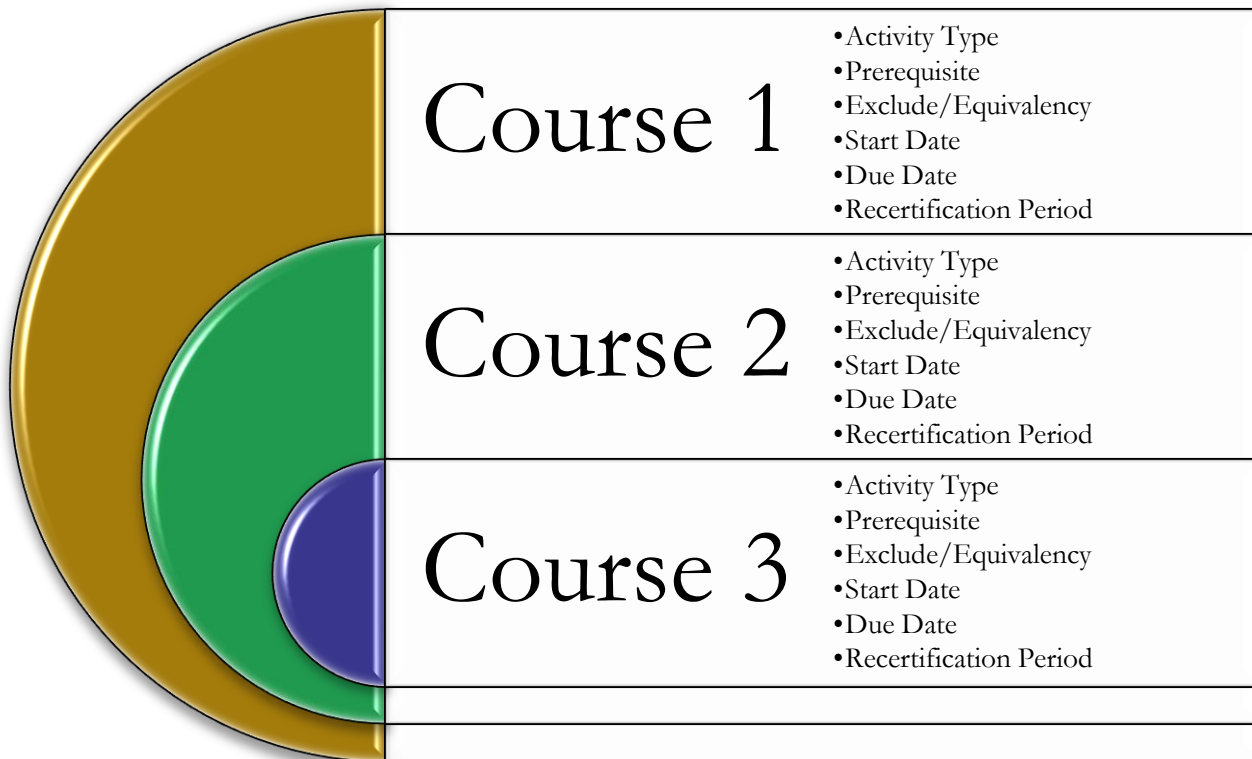 Course 1
•Activity Type
•Prerequisite
•Exclude/Equivalency
•Start Date
•Due Date
•Recertification Period
Course 2
•Activity Type
•Prerequisite
•Exclude/Equivalency
•Start Date
•Due Date
•Recertification Period
Course 3
•Activity Type
•Prerequisite
•Exclude/Equivalency
•Start Date
•Due Date
•Recertification Period